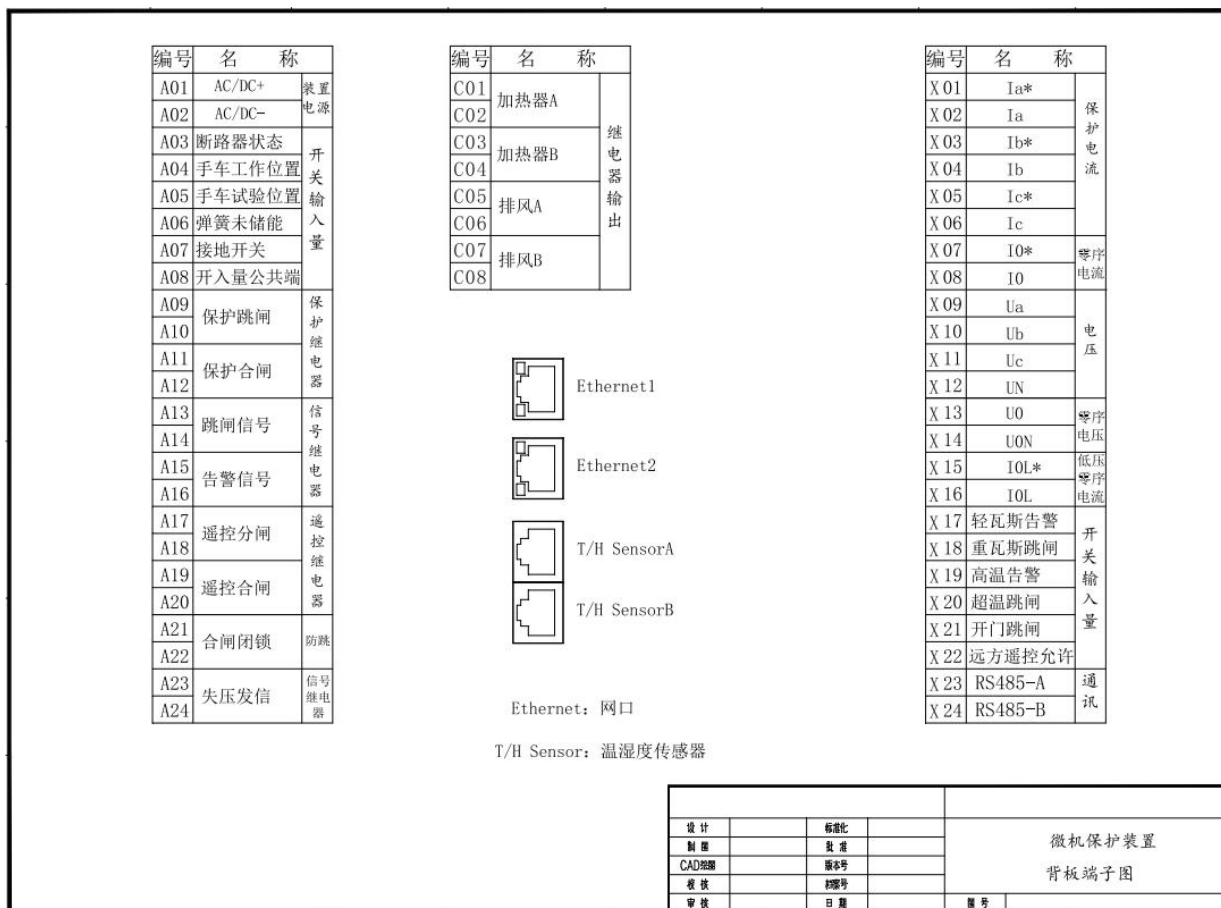 编号 名 称
A01 AC/DC+
A02 AC/DC-
装置电源
A03 断路器状态
A04 手车工作位置
A05 手车试验位置
A06 弹簧未储能
A07 接地开关
A08 开入量公共端
开关输入量
A09
A10
保护跳闸
A11
A12
保护合闸
保护继电器
A13
A14
跳闸信号
A15
A16
告警信号
信号继电器
A17
A18
遥控分闸
A19
A20
遥控合闸
遥控继电器
A21
A22
合闸闭锁
防跳
A23
A24
失压发信
信号继电器
编号 名 称
C01
C02
加热器A
C03
C04
加热器B
C05
C06
排风A
C07
C08
排风B
继电器输出
Ethernet1
Ethernet2
T/H SensorA
T/H SensorB
Ethernet: 网口
T/H Sensor: 温湿度传感器
编号 名 称
X01 Ia*
X02 Ia
X03 Ib*
X04 Ib
X05 Ic*
X06 Ic
保护电流
X07 I0*
X08 I0
零序电流
X09 Ua
X10 Ub
X11 Uc
X12 UN
电压
X13 U0
X14 U0N
零序电压
X15 I0L*
X16 I0L
低压零序电流
X17 轻瓦斯告警
X18 重瓦斯跳闸
X19 高温告警
X20 超温跳闸
X21 开门跳闸
X22 远方遥控允许
开关输入量
X23 RS485-A
X24 RS485-B
通讯
设计 标准化
制图 批准
CAD绘图 版本号
校核 档案号
审核 日期
微机保护装置
背板端子图
图号